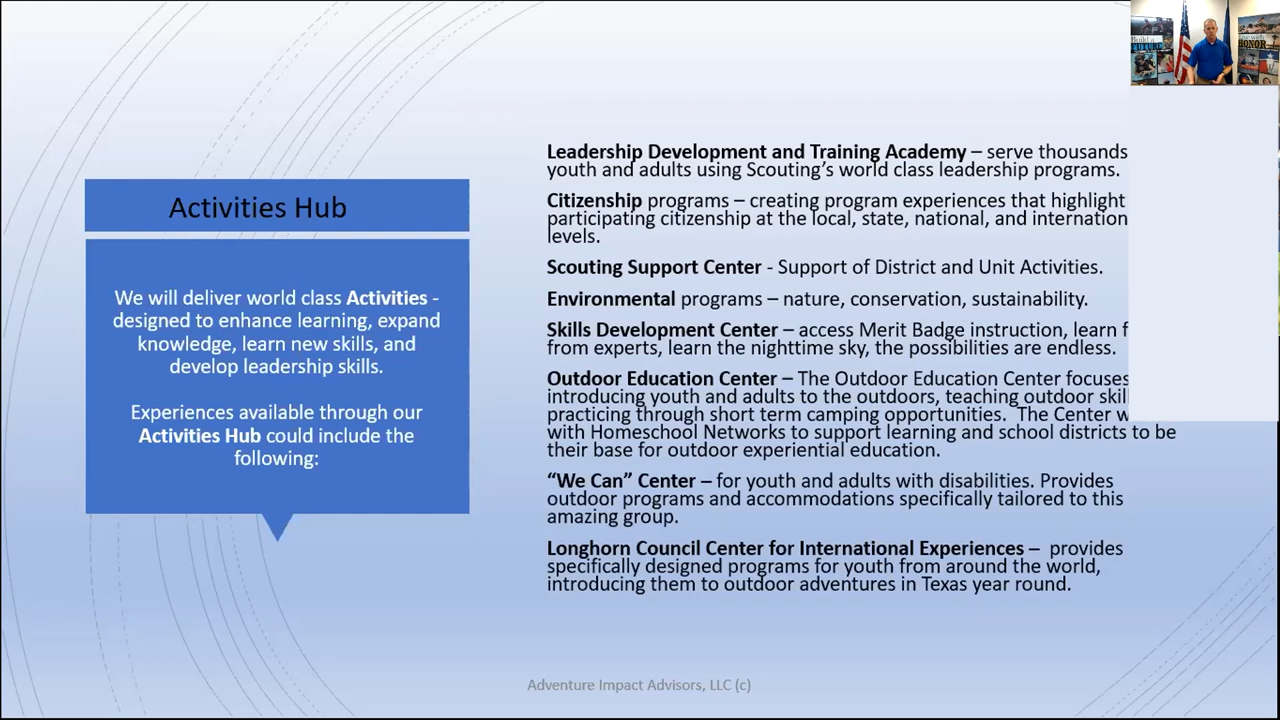 Build a
FUTURE
Live with
HONOR
Activities Hub
We will deliver world class Activities -
designed to enhance learning, expand
knowledge, learn new skills, and
develop leadership skills.
Experiences available through our
Activities Hub could include the
following:
Leadership Development and Training Academy – serve thousands
youth and adults using Scouting’s world class leadership programs.
Citizenship programs – creating program experiences that highlight
participating citizenship at the local, state, national, and internation
levels.
Scouting Support Center - Support of District and Unit Activities.
Environmental programs – nature, conservation, sustainability.
Skills Development Center – access Merit Badge instruction, learn f
from experts, learn the nighttime sky, the possibilities are endless.
Outdoor Education Center – The Outdoor Education Center focuses
introducing youth and adults to the outdoors, teaching outdoor skil
practicing through short term camping opportunities. The Center w
with Homeschool Networks to support learning and school districts to be
their base for outdoor experiential education.
“We Can” Center – for youth and adults with disabilities. Provides
outdoor programs and accommodations specifically tailored to this
amazing group.
Longhorn Council Center for International Experiences – provides
specifically designed programs for youth from around the world,
introducing them to outdoor adventures in Texas year round.
Adventure Impact Advisors, LLC (c)